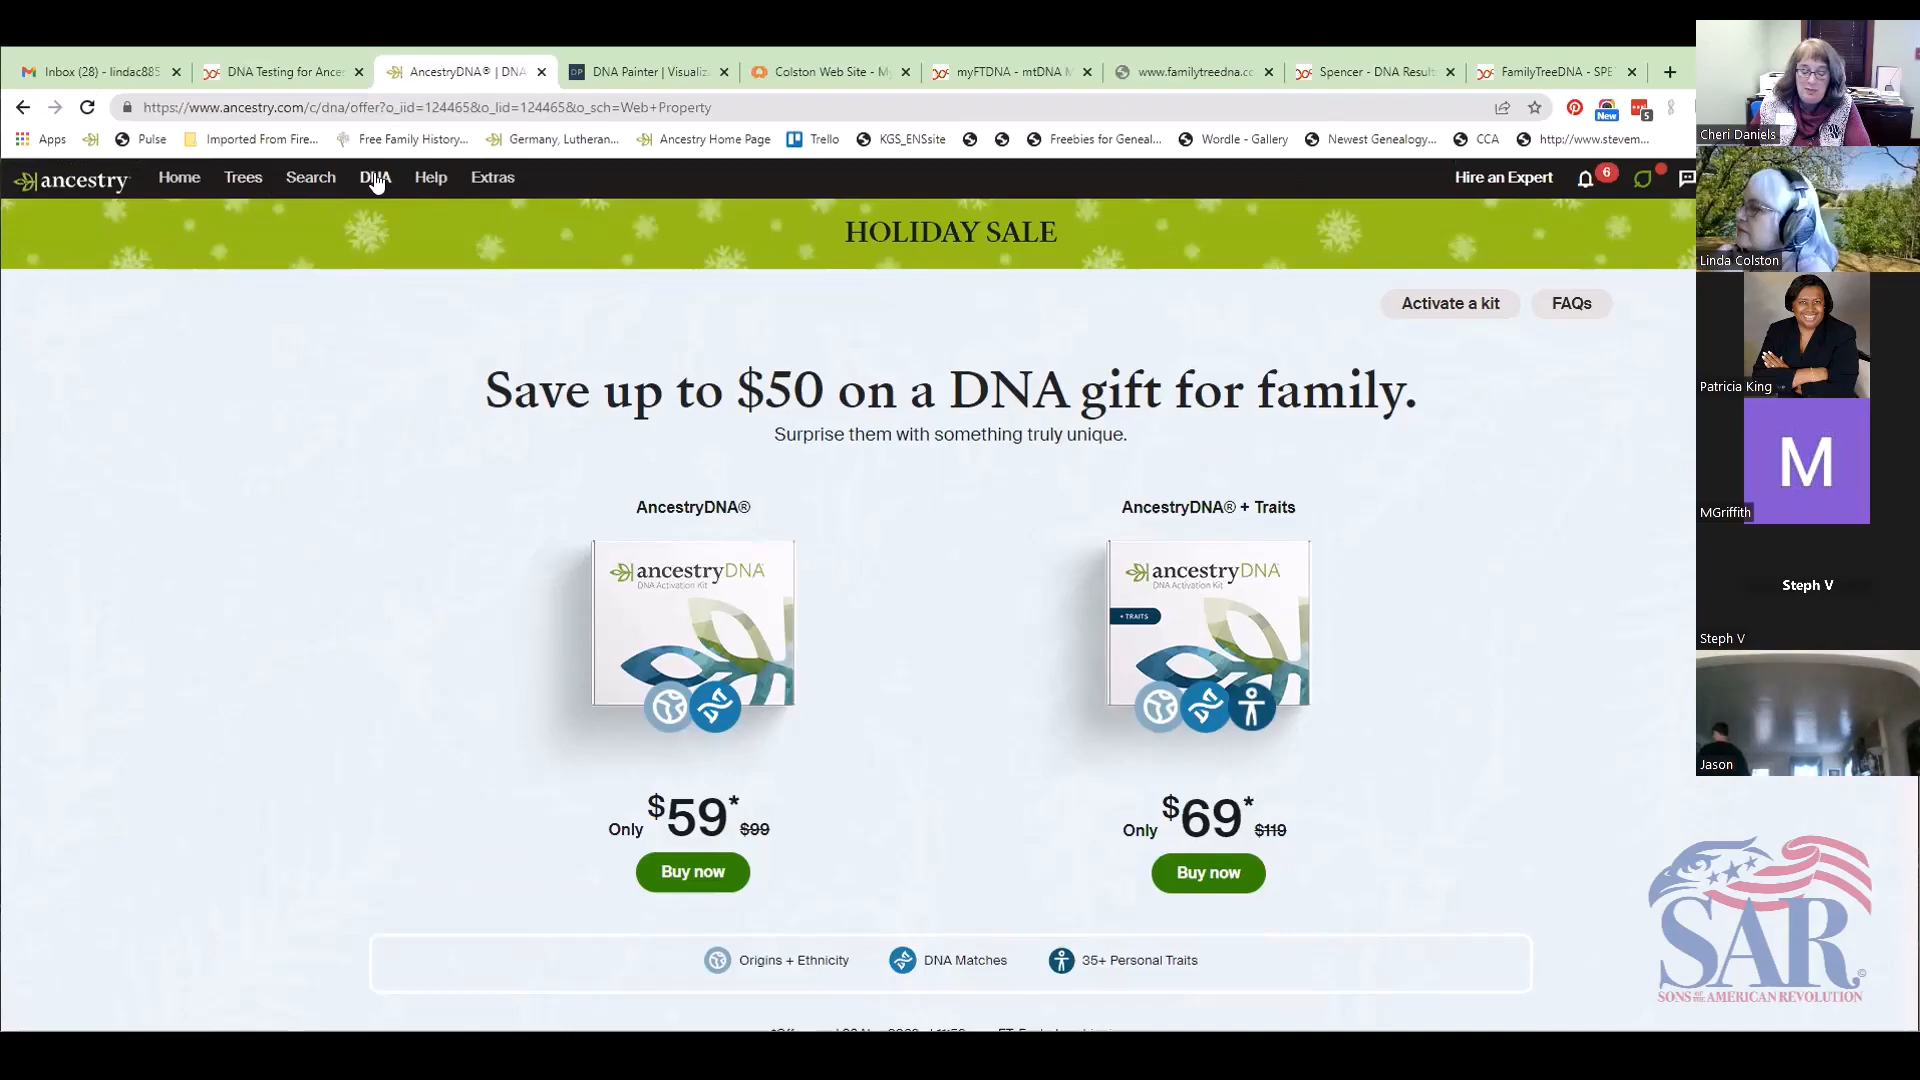 Inbox (28) - lindac885
DNA Testing for Ances
AncestryDNA® | DNA
DP
DNA Painter | Visualiz
Colston Web Site - My
myFTDNA - mtDNA M
www.familytreedna.cc
Spencer - DNA Result
FamilyTreeDNA - SPE
https://www.ancestry.com/c/dna/offer?o_iid=124465&o_lid=124465&o_sch=Web+Property
New
5
Apps
Pulse
Imported From Fire...
Free Family History...
Germany, Lutheran...
Ancestry Home Page
Trello
KGS_ENSsite
Freebies for Geneal...
Wordle - Gallery
Newest Genealogy...
CCA
http://www.stevem...
ancestry
Home
Trees
Search
DNA
Help
Extras
Hire an Expert
6
HOLIDAY SALE
Activate a kit
FAQs
Save up to $50 on a DNA gift for family.
Surprise them with something truly unique.
AncestryDNA®
ancestryDNA
DNA Activation Kit
Only $59* $99
Buy now
AncestryDNA® + Traits
ancestryDNA
DNA Activation Kit
+ TRAITS
Only $69* $119
Buy now
Origins + Ethnicity
DNA Matches
35+ Personal Traits
Cheri Daniels
Linda Colston
Patricia King
M
MGriffith
Steph V
Steph V
Jason
SAR
©
SONS OF THE AMERICAN REVOLUTION